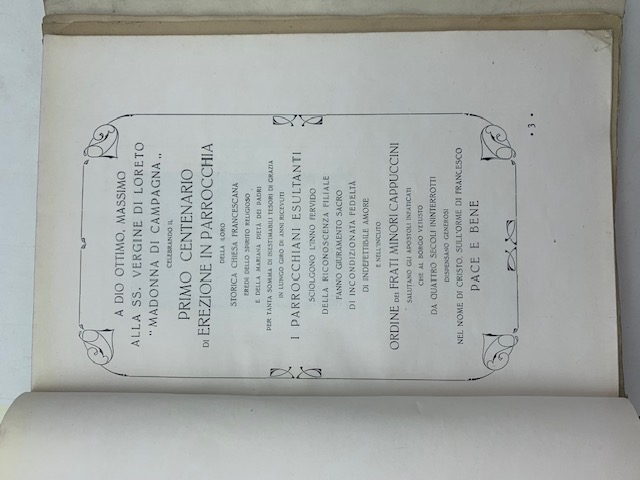 A DIO OTTIMO, MASSIMO
ALLA SS. VERGINE DI LORETO
"MADONNA DI CAMPAGNA„
CELEBRANDO IL
PRIMO CENTENARIO
DI EREZIONE IN PARROCCHIA
DELLA (LORO)
STORICA CHIESA FRANCESCANA
EREDI DELLO SPIRITO RELIGIOSO
E DELLA MARIANA PIETÀ DEI PADRI
PER TANTA SOMMA DI INESTIMABILI TESORI DI GRAZIA
IN LUNGO GIRO DI ANNI RICEVUTI
I PARROCCHIANI ESULTANTI
SCIOLGONO L'INNO FERVIDO
DELLA RICONOSCENZA FILIALE
FANNO GIURAMENTO SACRO
DI INCONDIZIONATA FEDELTÀ
DI INDEFETTIBILE AMORE
E NELL'INCLITO
ORDINE DEI FRATI MINORI CAPPUCCINI
SALUTANO GLI APOSTOLI INFATICATI
CHE AL BORGO VETUSTO
DA QUATTRO SECOLI ININTERROTTI
DISPENSANO GENEROSI
NEL NOME DI CRISTO, SULL'ORME DI FRANCESCO
PACE E BENE
• 3 •